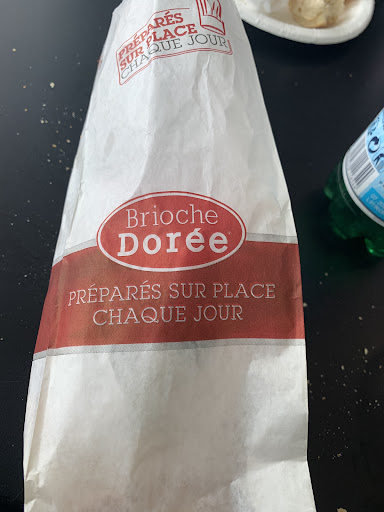 PRÉPARÉS
SUR PLACE
CHAQUE JOUR
Brioche
Dorée
PRÉPARÉS SUR PLACE
CHAQUE JOUR